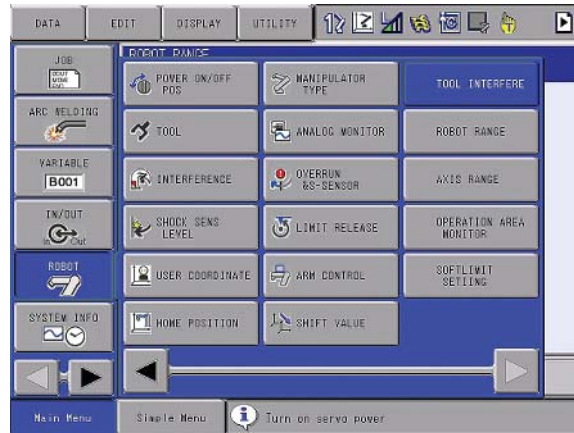 DATA
EDIT
DISPLAY
UTILITY
JOB
ARC WELDING
VARIABLE
B001
IN/OUT
In Out
ROBOT
SYSTEM INFO
ROBOT RANGE
POWER ON/OFF
POS
MANIPULATOR
TYPE
TOOL INTERFERE
TOOL
ANALOG MONITOR
ROBOT RANGE
INTERFERENCE
OVERRUN
&S-SENSOR
AXIS RANGE
SHOCK SENS
LEVEL
LIMIT RELEASE
OPERATION AREA
MONITOR
USER COORDINATE
ARM CONTROL
SOFTLIMIT
SETIING
HOME POSITION
SHIFT VALUE
Main Menu
Simple Menu
Turn on servo power